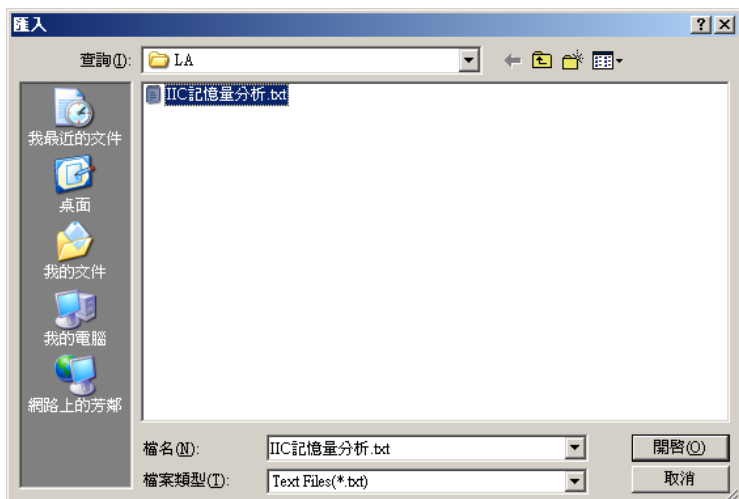 匯入
查詢(I):
LA
IIC記憶量分析.txt
我最近的文件
桌面
我的文件
我的電腦
網路上的芳鄰
檔名(N):
IIC記憶量分析.txt
開啓(O)
檔案類型(T):
Text Files(*.txt)
取消